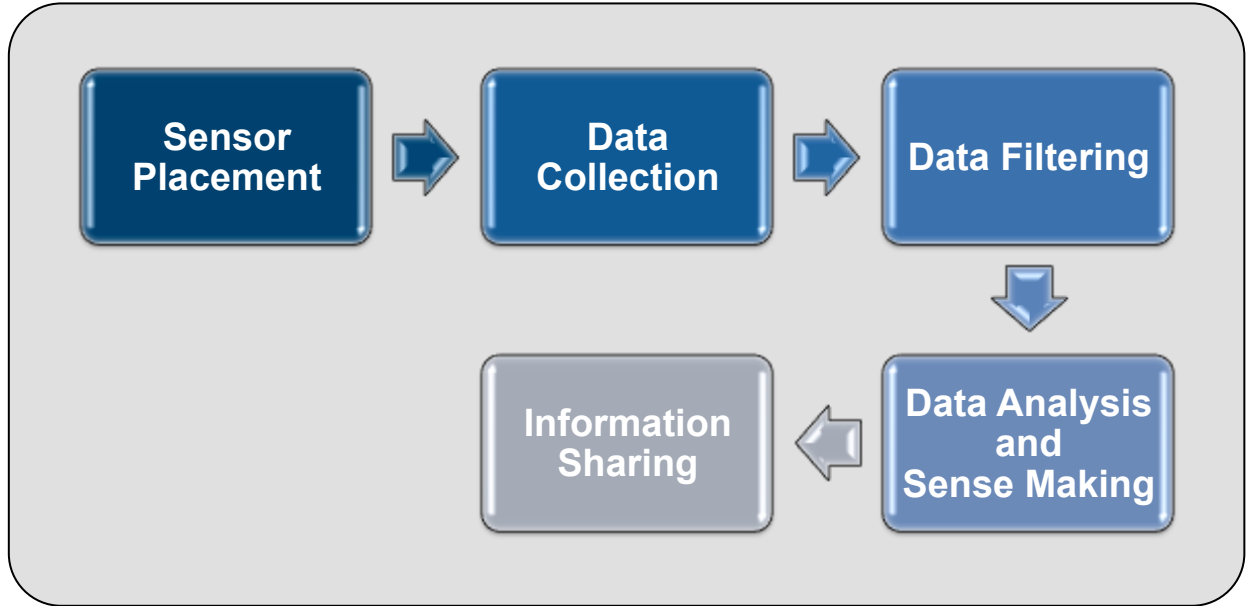 Sensor
Placement
Data
Collection
Data Filtering
Data Analysis
and
Sense Making
Information
Sharing